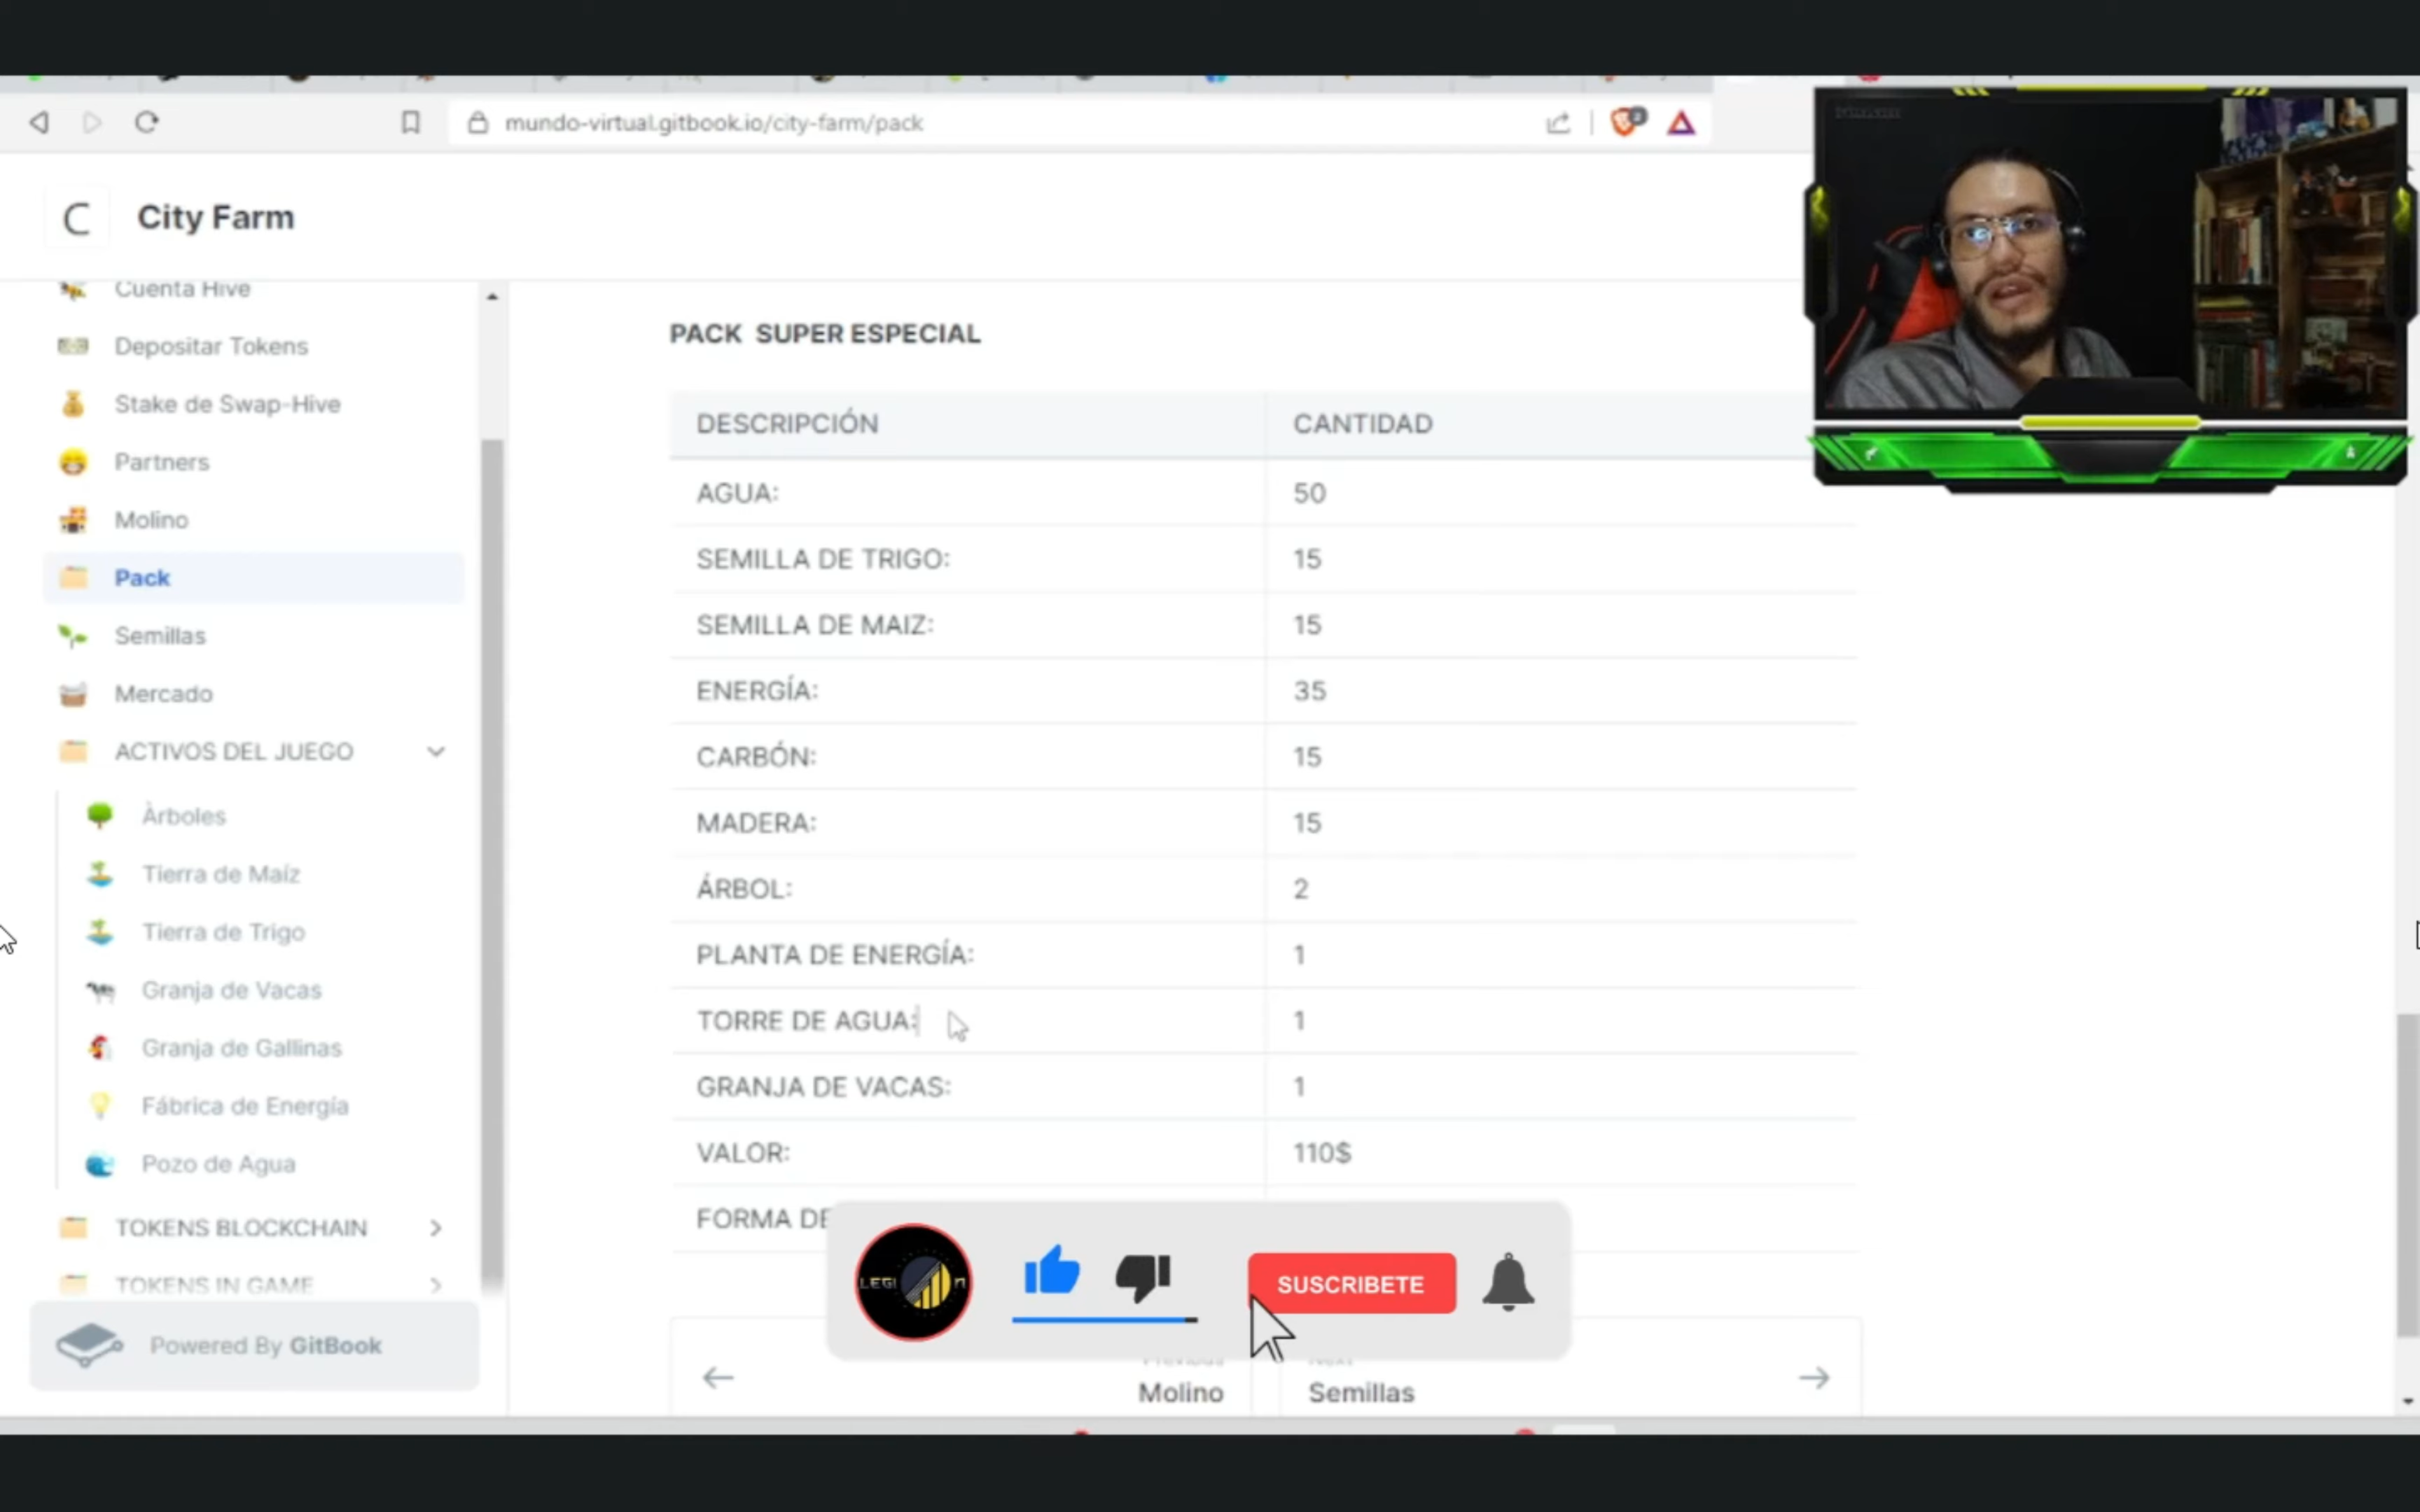 mundo-virtual.gitbook.io/city-farm/pack
C City Farm
Cuenta Hive
Depositar Tokens
Stake de Swap-Hive
Partners
Molino
Pack
Semillas
Mercado
ACTIVOS DEL JUEGO
Àrboles
Tierra de Maíz
Tierra de Trigo
Granja de Vacas
Granja de Gallinas
Fábrica de Energía
Pozo de Agua
TOKENS BLOCKCHAIN
TOKENS IN GAME
Powered By GitBook
PACK SUPER ESPECIAL
DESCRIPCIÓN CANTIDAD
AGUA: 50
SEMILLA DE TRIGO: 15
SEMILLA DE MAIZ: 15
ENERGÍA: 35
CARBÓN: 15
MADERA: 15
ÁRBOL: 2
PLANTA DE ENERGÍA: 1
TORRE DE AGUA: 1
GRANJA DE VACAS: 1
VALOR: 110$
FORMA DE
SUSCRIBETE
Molino
Semillas